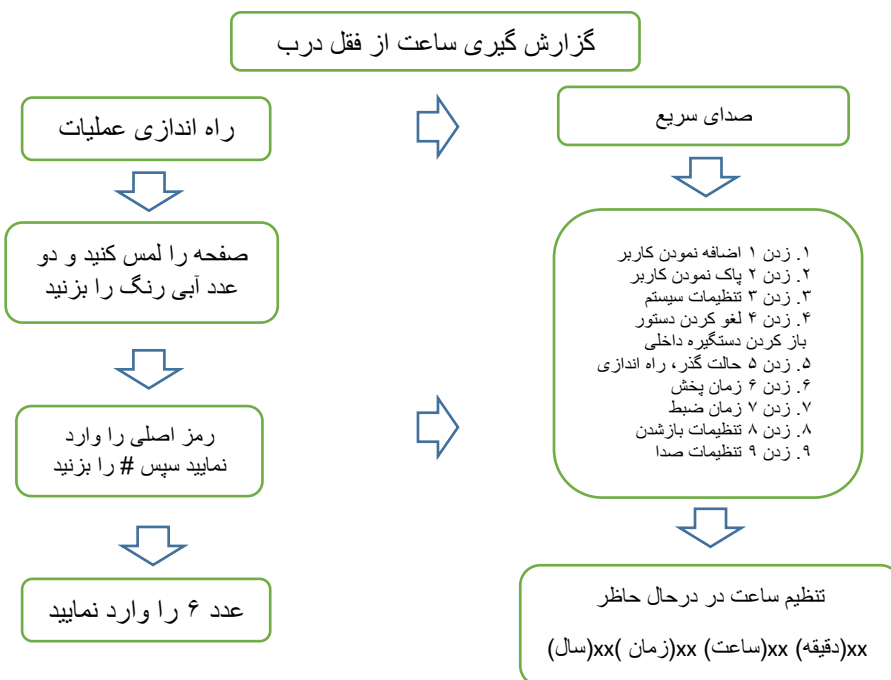 گزارش گیری ساعت از فقل درب
راه اندازی عملیات
صدای سریع
صفحه را لمس کنید و دو
عدد آبی رنگ را بزنید
۱. زدن ۱ اضافه نمودن کاربر
۲. زدن ۲ پاک نمودن کاربر
۳. زدن ۳ تنظیمات سیستم
۴. زدن ۴ لغو کردن دستور
باز کردن دستگیره داخلی
۵. زدن ۵ حالت گذر، راه اندازی
۶. زدن ۶ زمان پخش
۷. زدن ۷ زمان ضبط
۸. زدن ۸ تنظیمات بازشدن
۹. زدن ۹ تنظیمات صدا
رمز اصلی را وارد
نمایید سپس # را بزنید
عدد ۶ را وارد نمایید
تنظیم ساعت در درحال حاظر
xx(دقیقه) xx(ساعت) xx(زمان )xx(سال)